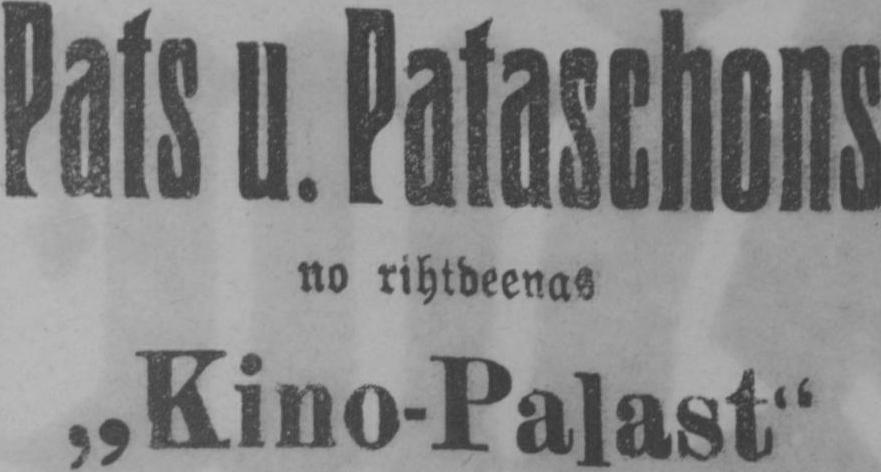 Pats u. Pataschons
no rihtdeenas
„Kino-Palast“